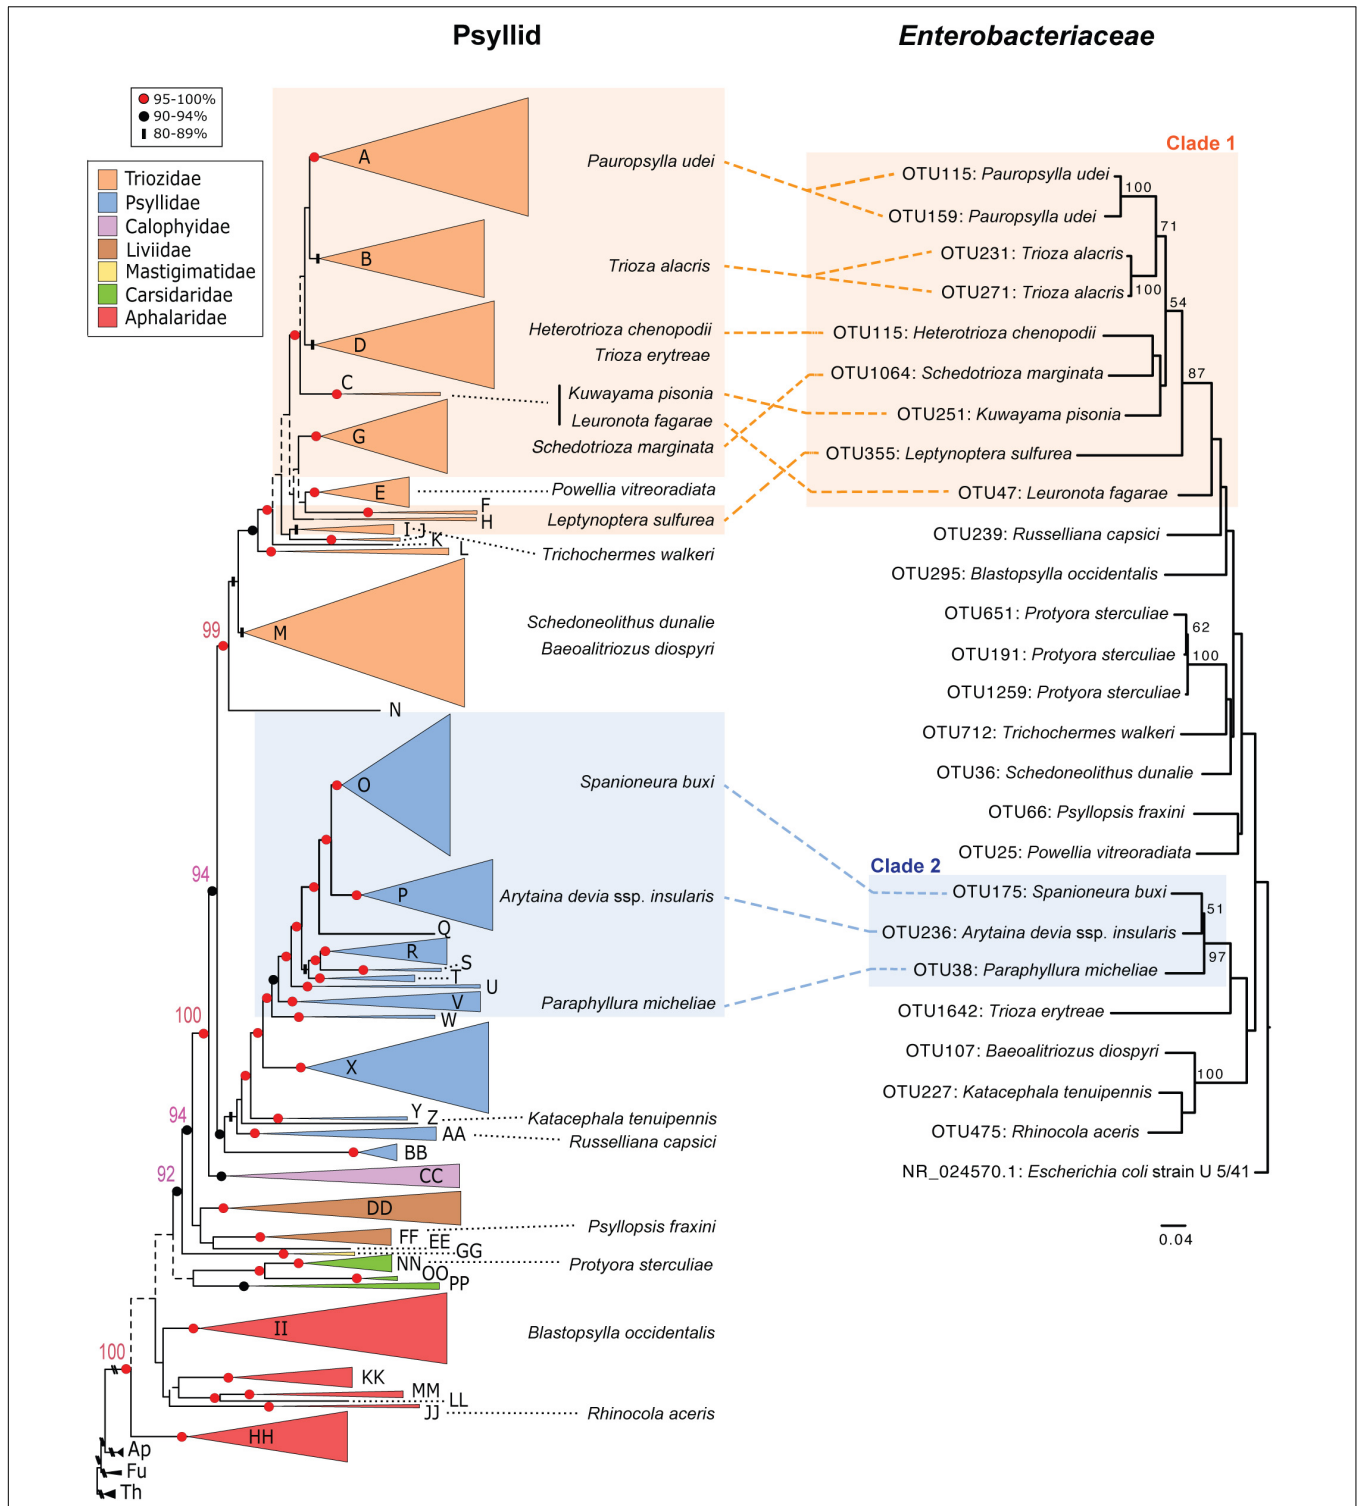 Psyllid
Enterobacteriaceae
95-100%
90-94%
80-89%
Triozidae
Psyllidae
Calophyidae
Liviidae
Mastigimatidae
Carsidaridae
Aphalaridae
A
B
D
C
G
E
F
H
I
J
K
L
M
N
O
P
Q
R
S
T
U
V
W
X
Y
Z
AA
BB
CC
DD
FF
EE
GG
NN
OO
PP
II
KK
MM
LL
JJ
HH
Ap
Fu
Th
99
94
100
94
92
100
Pauropsylla udei
Trioza alacris
Heterotrioza chenopodii
Trioza erytreae
Kuwayama pisonia
Leuronota fagarae
Schedotrioza marginata
Powellia vitreoradiata
Leptynoptera sulfurea
Trichochermes walkeri
Schedoneolithus dunalie
Baeoalitriozus diospyri
Spanioneura buxi
Arytaina devia ssp. insularis
Paraphyllura micheliae
Katacephala tenuipennis
Russelliana capsici
Psyllopsis fraxini
Protyora sterculiae
Blastopsylla occidentalis
Rhinocola aceris
Clade 1
OTU115: Pauropsylla udei
OTU159: Pauropsylla udei
OTU231: Trioza alacris
OTU271: Trioza alacris
OTU115: Heterotrioza chenopodii
OTU1064: Schedotrioza marginata
OTU251: Kuwayama pisonia
OTU355: Leptynoptera sulfurea
OTU47: Leuronota fagarae
OTU239: Russelliana capsici
OTU295: Blastopsylla occidentalis
OTU651: Protyora sterculiae
OTU191: Protyora sterculiae
OTU1259: Protyora sterculiae
OTU712: Trichochermes walkeri
OTU36: Schedoneolithus dunalie
OTU66: Psyllopsis fraxini
OTU25: Powellia vitreoradiata
Clade 2
OTU175: Spanioneura buxi
OTU236: Arytaina devia ssp. insularis
OTU38: Paraphyllura micheliae
OTU1642: Trioza erytreae
OTU107: Baeoalitriozus diospyri
OTU227: Katacephala tenuipennis
OTU475: Rhinocola aceris
NR_024570.1: Escherichia coli strain U 5/41
100
71
100
54
87
62
100
51
97
100
0.04